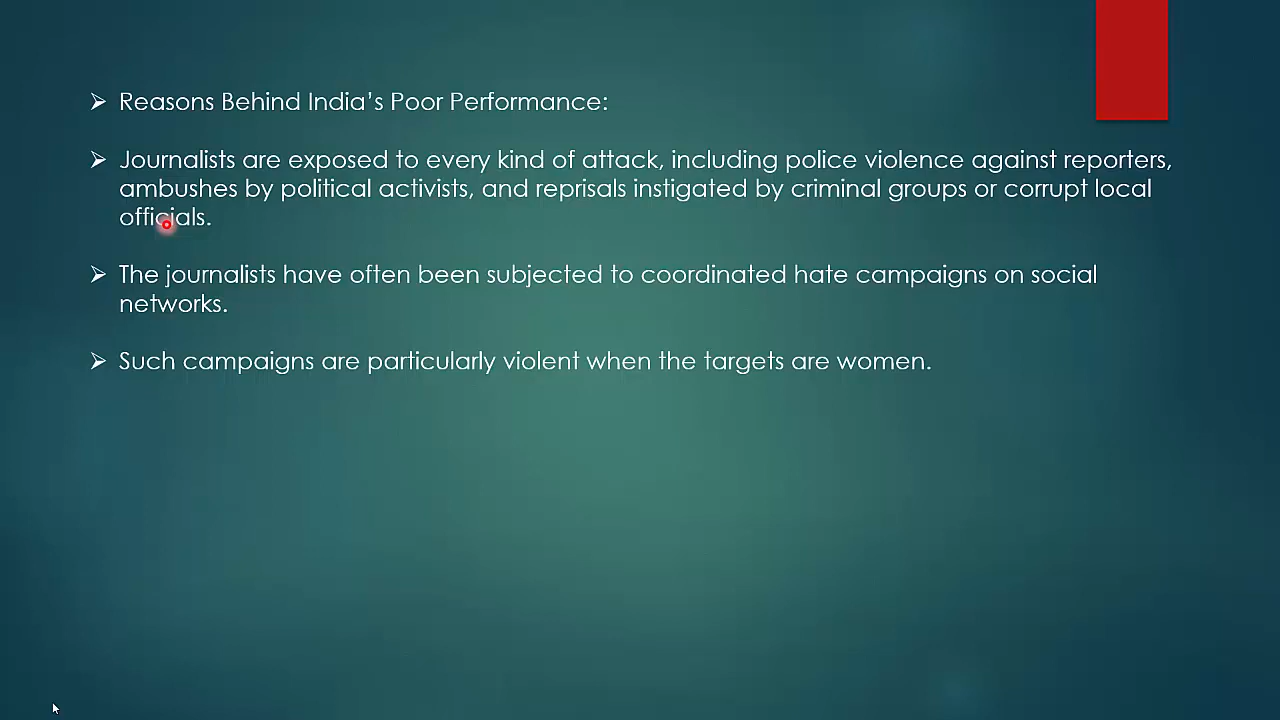 Reasons Behind India’s Poor Performance:
Journalists are exposed to every kind of attack, including police violence against reporters,
ambushes by political activists, and reprisals instigated by criminal groups or corrupt local
officials.
The journalists have often been subjected to coordinated hate campaigns on social
networks.
Such campaigns are particularly violent when the targets are women.